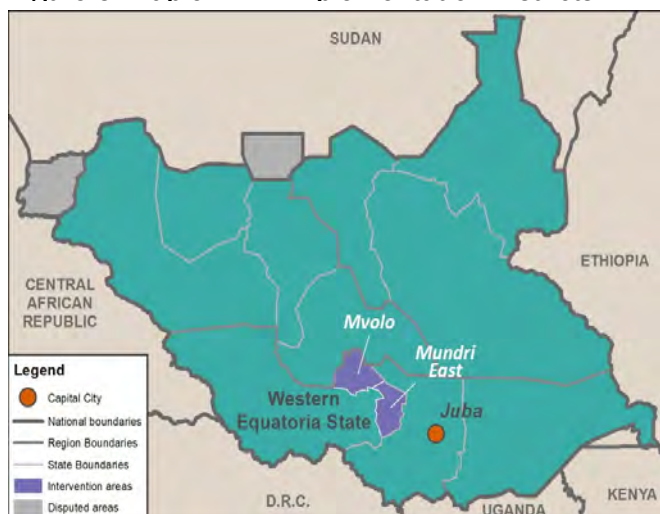 SUDAN
ETHIOPIA
CENTRAL
AFRICAN
REPUBLIC
Mvolo
Mundri
East
Western
Equatoria State
Juba
Legend
Capital City
National boundaries
Region Boundaries
State Boundaries
Intervention areas
Disputed areas
D.R.C.
UGANDA
KENYA